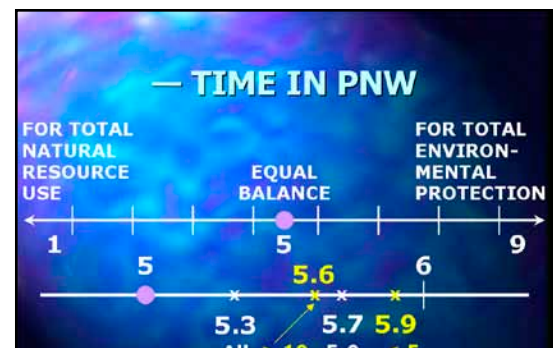 — TIME IN PNW
FOR TOTAL
NATURAL
RESOURCE
USE
EQUAL
BALANCE
FOR TOTAL
ENVIRON-
MENTAL
PROTECTION
1
5
9
5
5.6
6
5.3
5.7
5.9